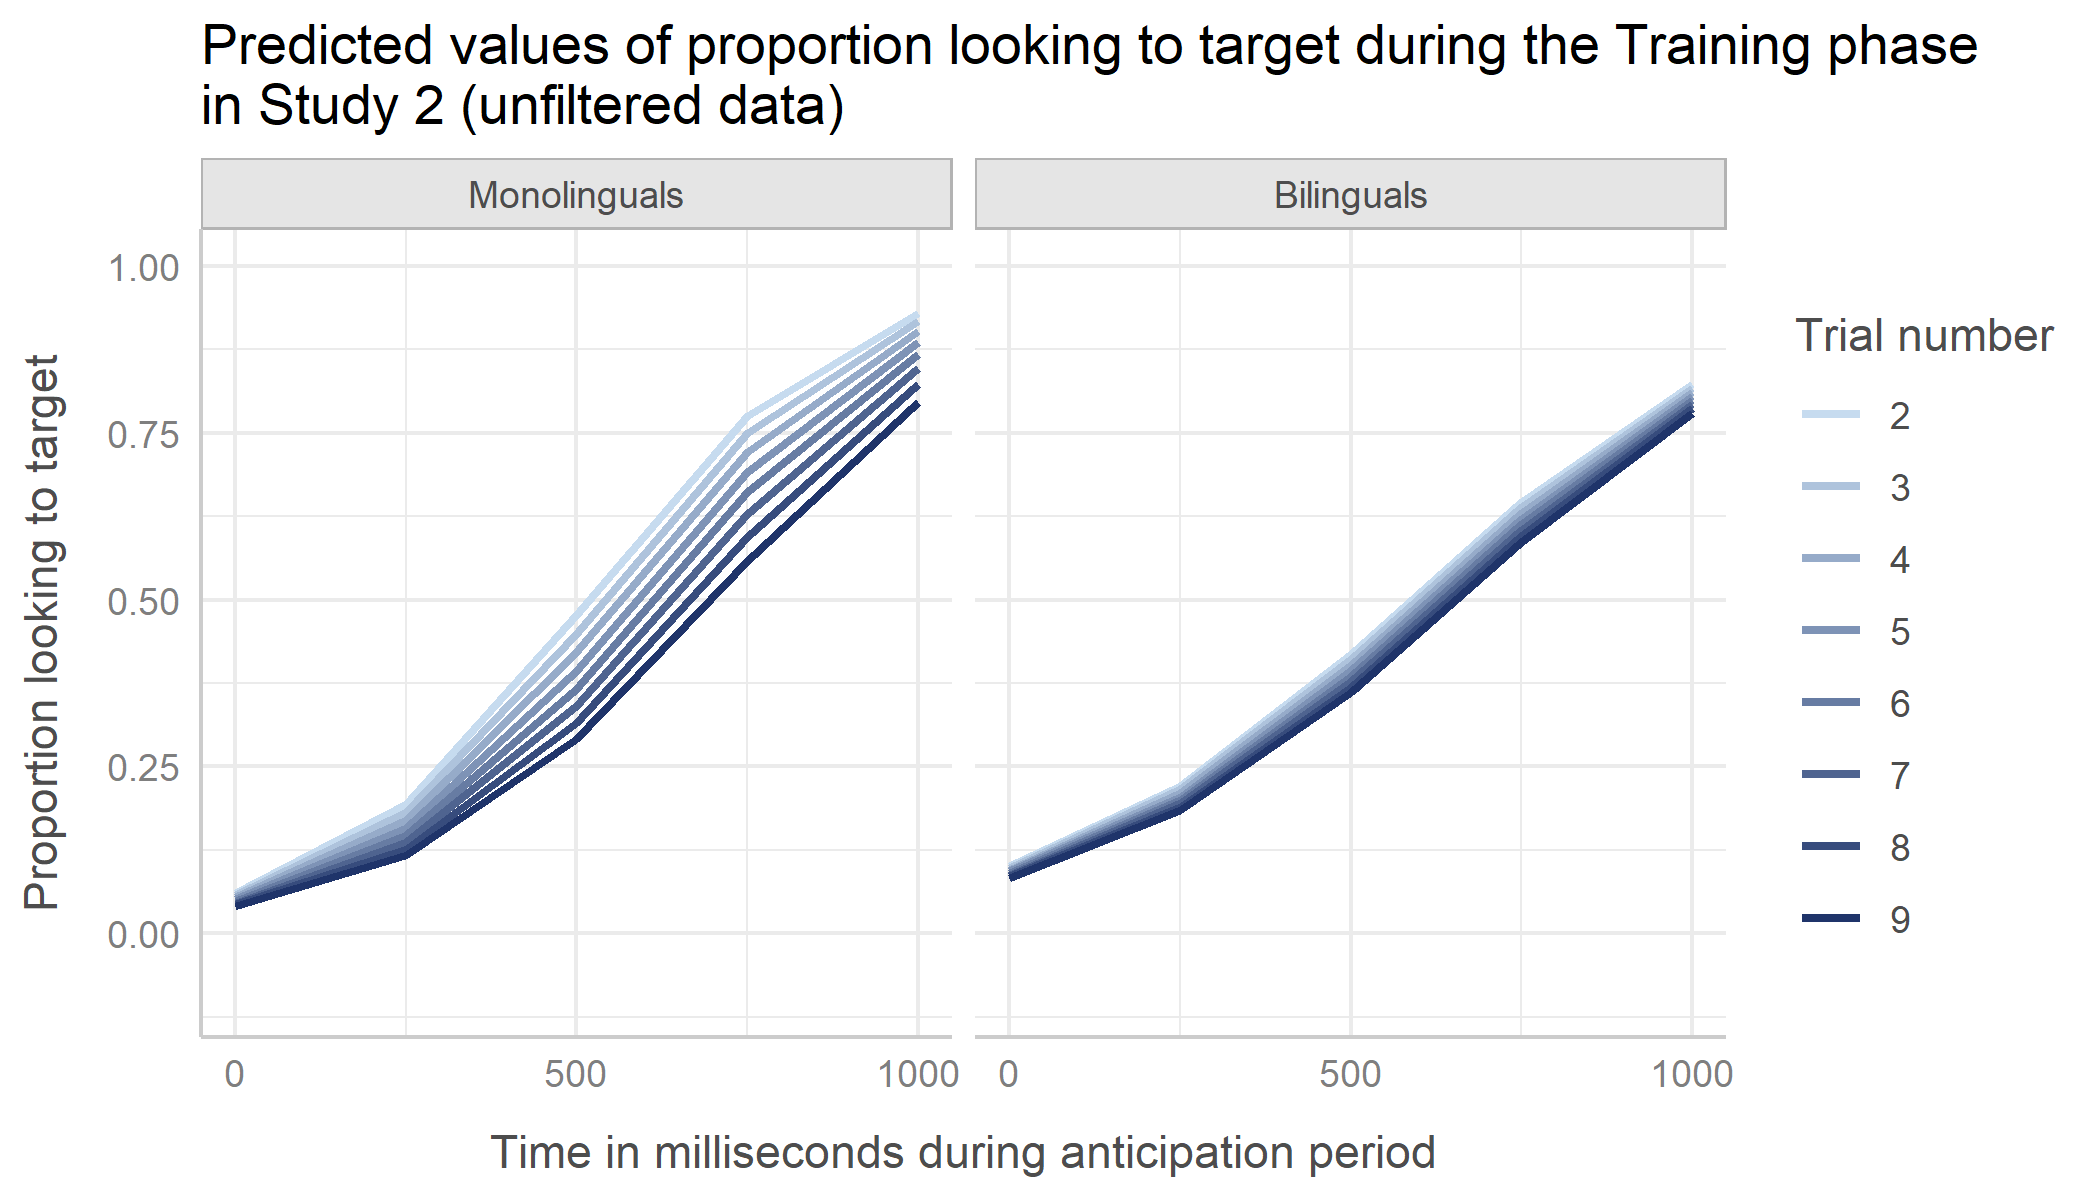 Predicted values of proportion looking to target during the Training phase
in Study 2 (unfiltered data)
Monolinguals
Bilinguals
Proportion looking to target
1.00
0.75
0.50
0.25
0.00
0
500
1000
0
500
1000
Time in milliseconds during anticipation period
Trial number
2
3
4
5
6
7
8
9